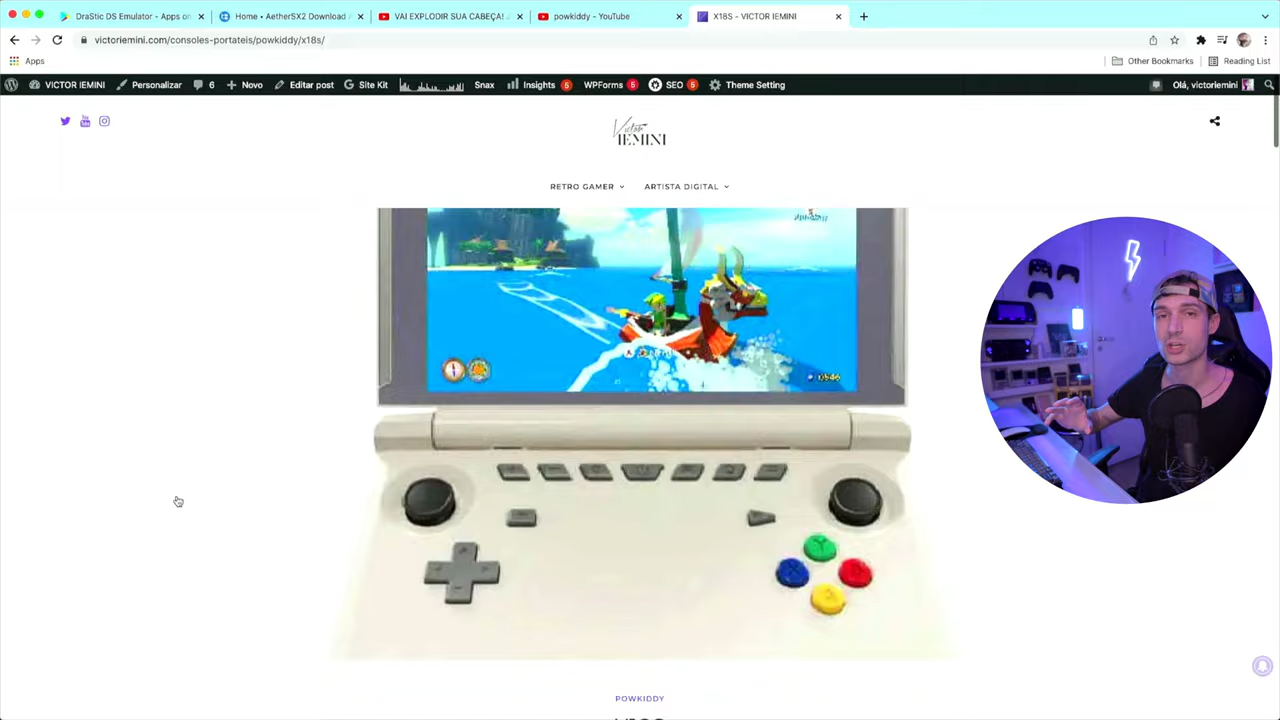 DraStic DS Emulator - Apps on
Home • AetherSX2 Download /
VAI EXPLODIR SUA CABEÇA!
powkiddy - YouTube
X18S - VICTOR IEMINI
victoriemini.com/consoles-portateis/powkiddy/x18s/
Apps
Other Bookmarks
Reading List
VICTOR IEMINI
Personalizar
6
Novo
Editar post
Site Kit
Snax
Insights 5
WPForms 5
SEO 5
Theme Setting
Olá, victoriemini
Victor
IEMINI
RETRO GAMER
ARTISTA DIGITAL
Y
X
POWKIDDY